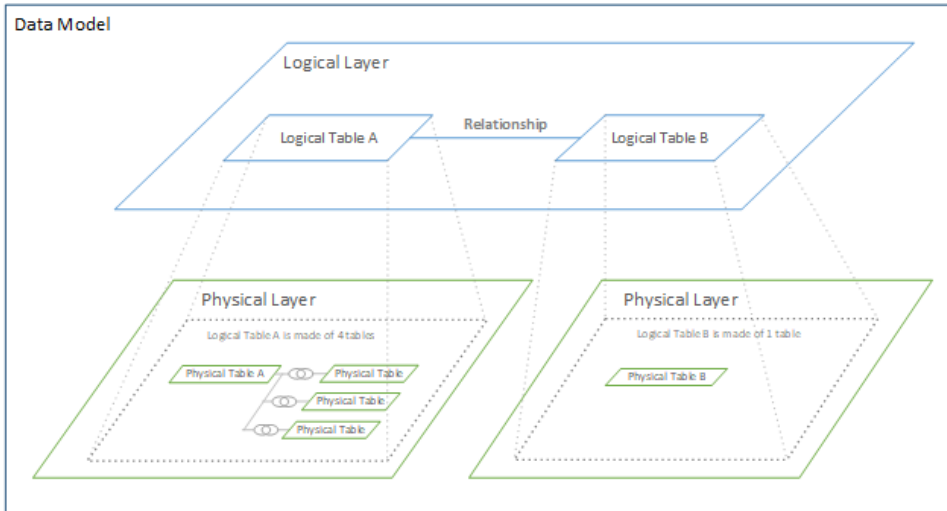 Data Model
Logical Layer
Relationship
Logical Table A
Logical Table B
Physical Layer
Logical Table A is made of 4 tables
Physical Table A
Physical Table
Physical Table
Physical Table
Physical Layer
Logical Table B is made of 1 table
Physical Table B